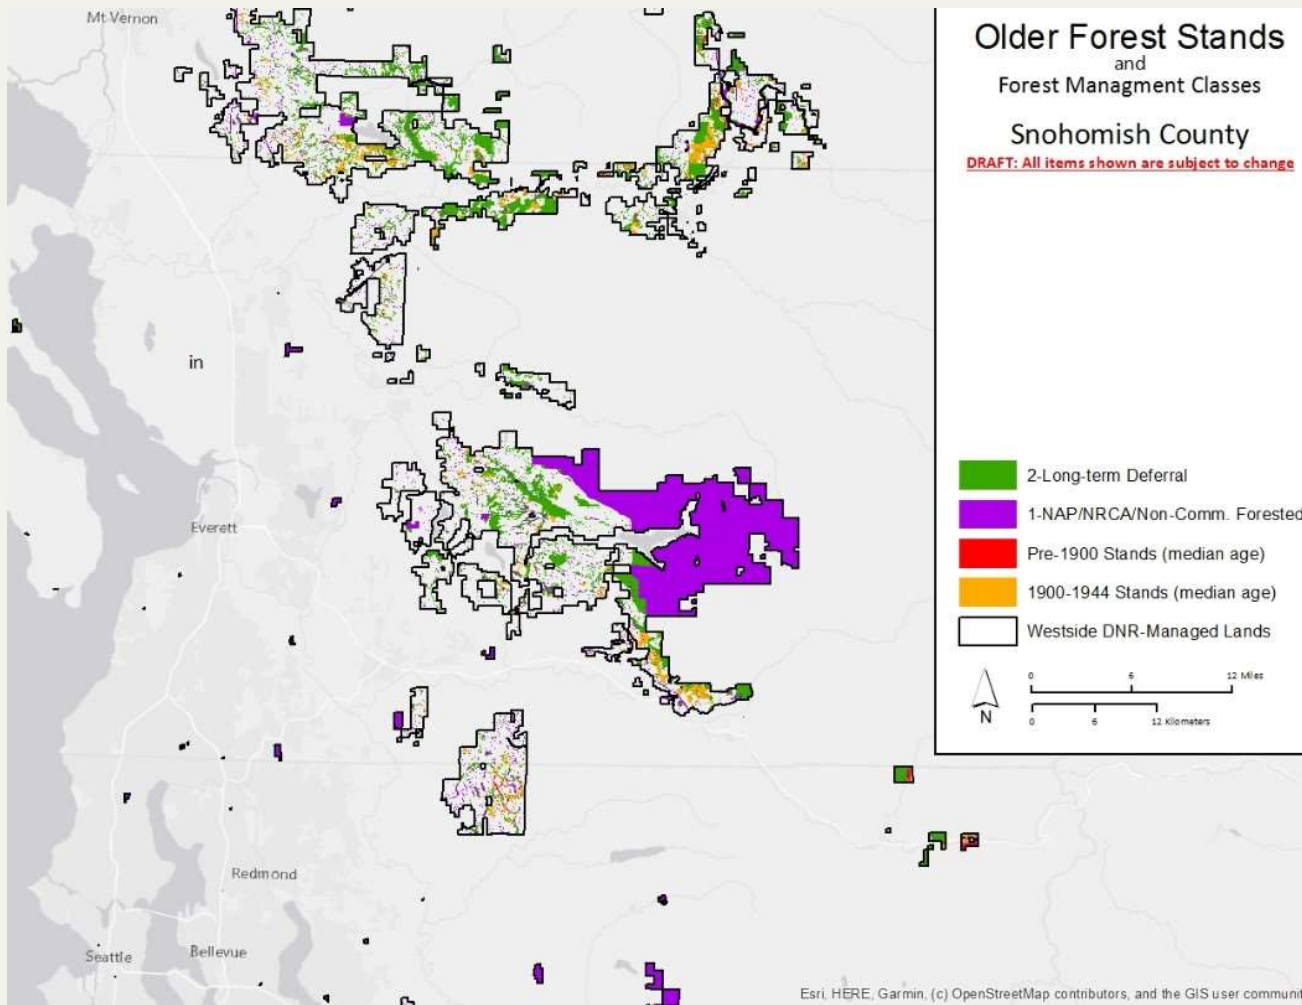 Mt Vernon
Older Forest Stands
and
Forest Managment Classes
Snohomish County
DRAFT: All items shown are subject to change
in
2-Long-term Deferral
1-NAP/NRCA/Non-Comm. Forested
Everett
Pre-1900 Stands (median age)
1900-1944 Stands (median age)
Westside DNR-Managed Lands
0 6 12 Miles
N
0 6 12 Kilometers
Redmond
Seattle
Bellevue
Esri, HERE, Garmin, (c) OpenStreetMap contributors, and the GIS user communit